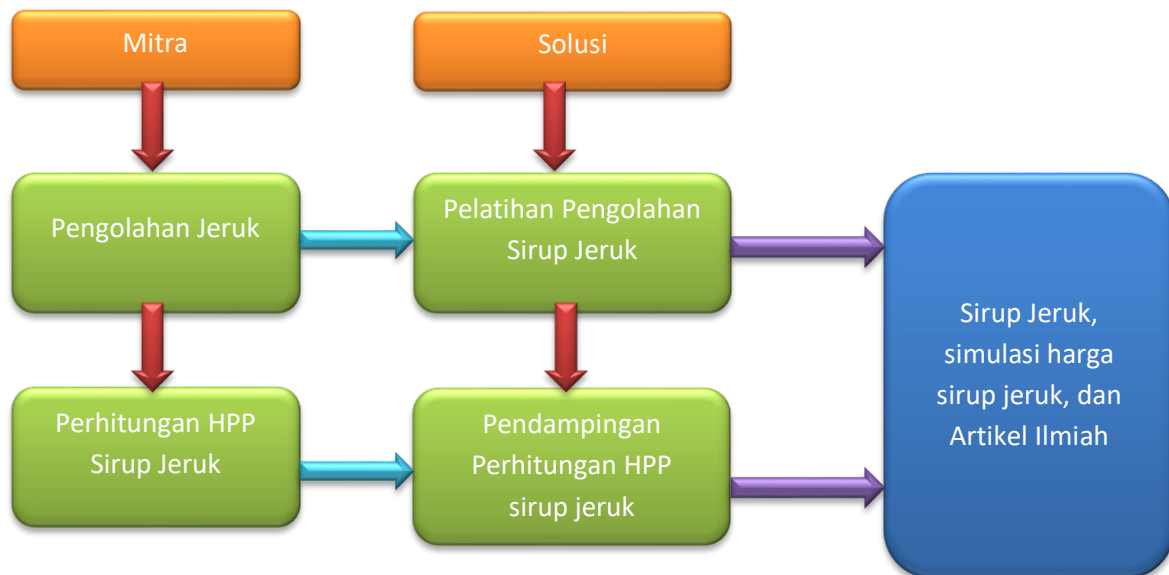 Mitra
Solusi
Pengolahan Jeruk
Pelatihan Pengolahan
Sirup Jeruk
Perhitungan HPP
Sirup Jeruk
Pendampingan
Perhitungan HPP
sirup jeruk
Sirup Jeruk,
simulasi harga
sirup jeruk, dan
Artikel Ilmiah